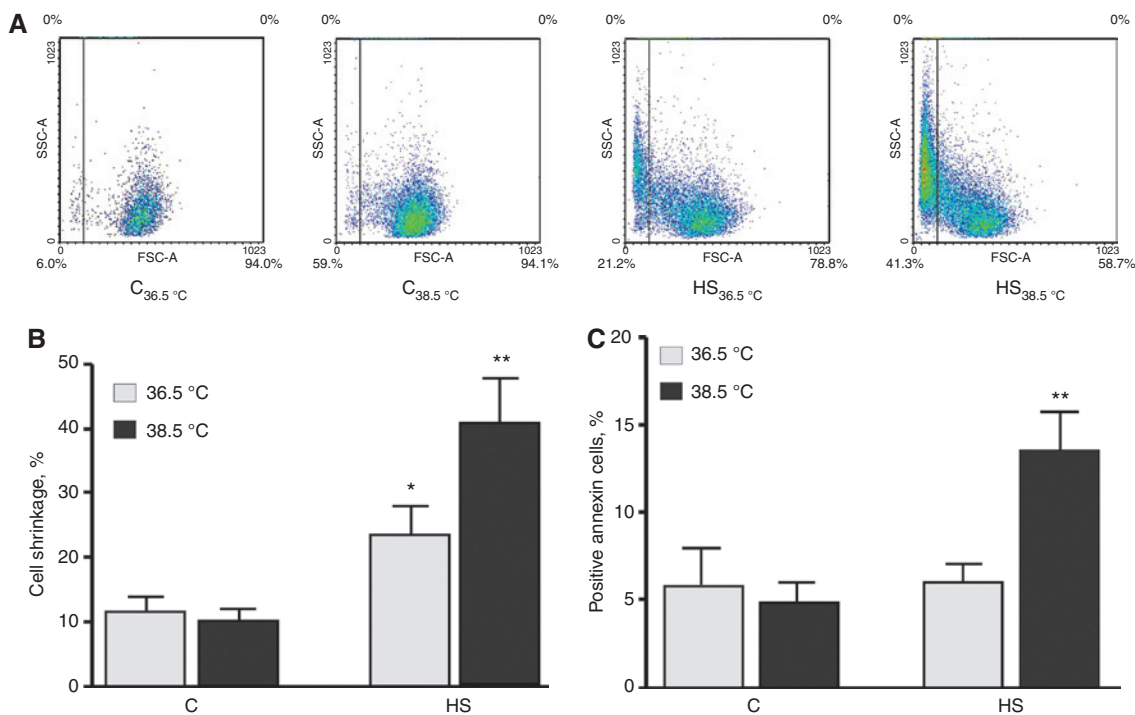 A
0% 0% 0% 0% 0% 0% 0% 0%
1023 1023 1023 1023
SSC-A SSC-A SSC-A SSC-A
0 0 0 0
0 1023 0 1023 0 1023 0 1023
FSC-A FSC-A FSC-A FSC-A
6.0% 94.0% 59.% 94.1% 21.2% 78.8% 41.3% 58.7%
C36.5 °C C38.5 °C HS36.5 °C HS38.5 °C
B
Cell shrinkage, %
50
40
30
20
10
0
36.5 °C
38.5 °C
*
**
C HS
C
Positive annexin cells, %
20
15
10
5
0
36.5 °C
38.5 °C
**
C HS